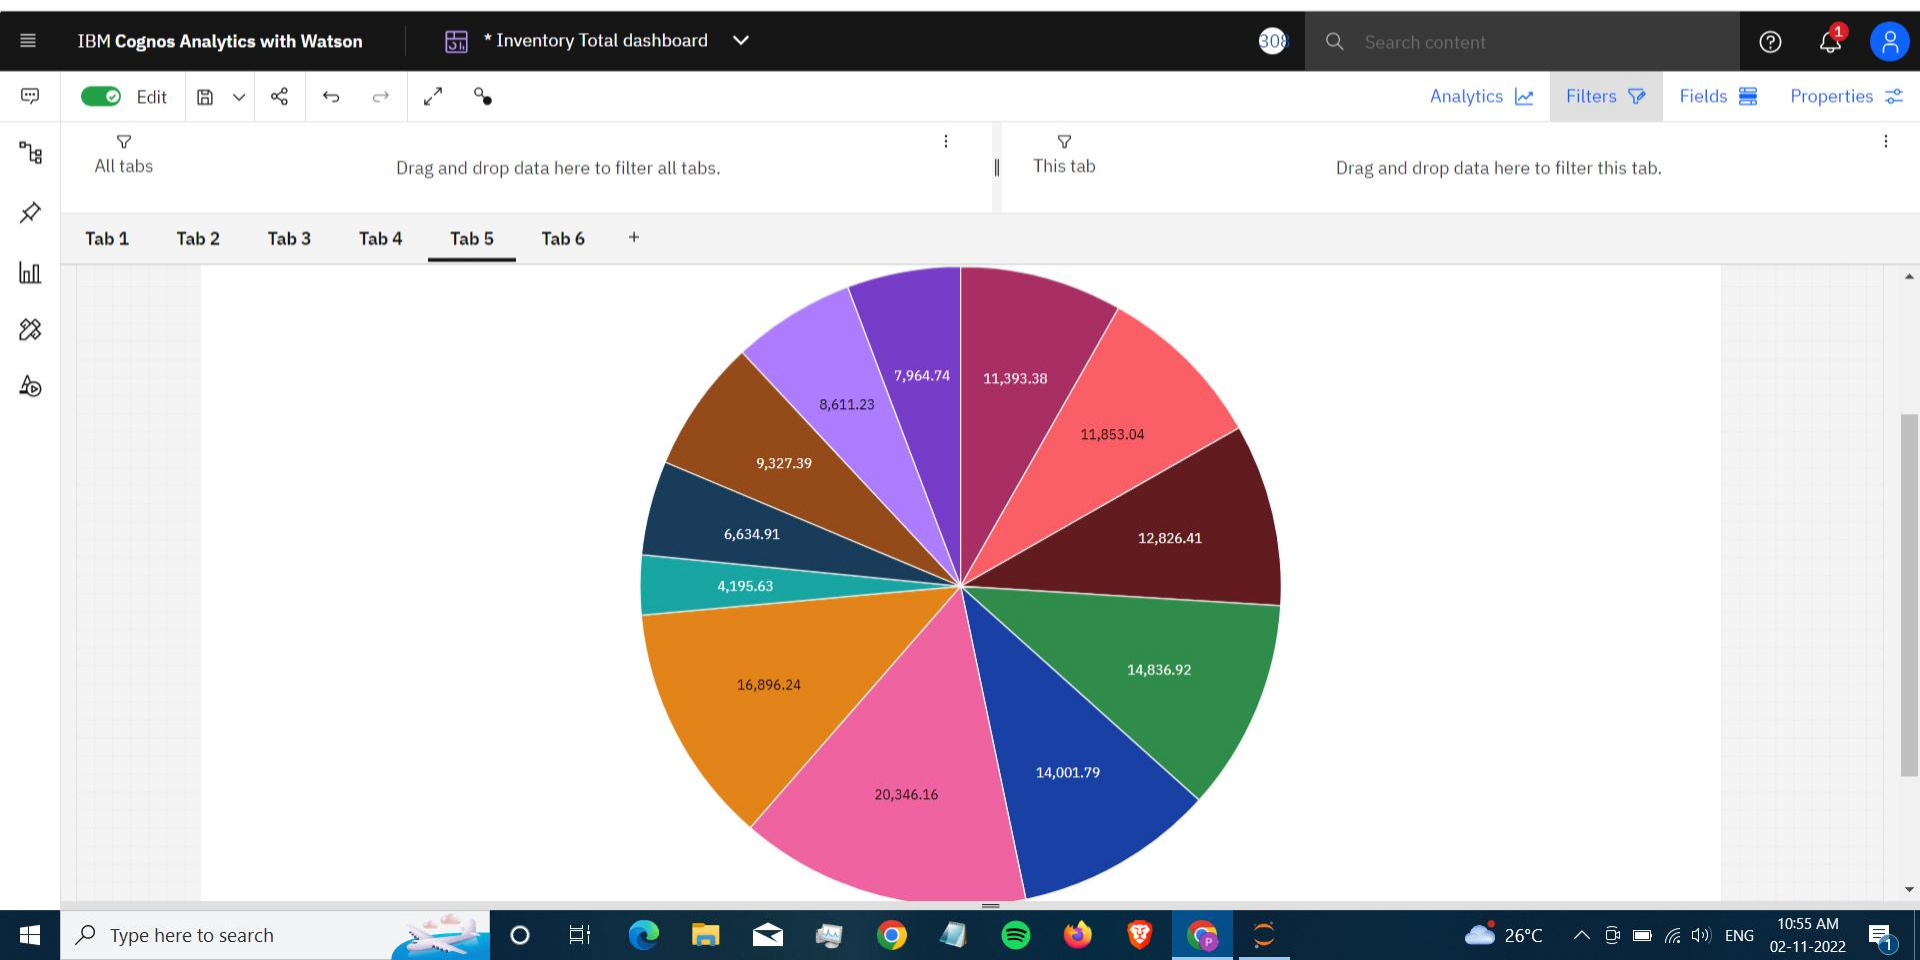 IBM Cognos Analytics with Watson
* Inventory Total dashboard
308
Search content
1
Edit
Analytics
Filters
Fields
Properties
All tabs
Drag and drop data here to filter all tabs.
This tab
Drag and drop data here to filter this tab.
Tab 1
Tab 2
Tab 3
Tab 4
Tab 5
Tab 6
+
7,964.74
11,393.38
8,611.23
11,853.04
9,327.39
6,634.91
12,826.41
4,195.63
14,836.92
16,896.24
14,001.79
20,346.16
Type here to search
P
26°C
ENG
10:55 AM
02-11-2022
1